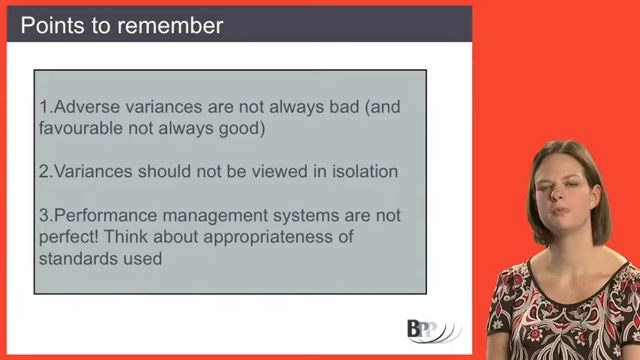 Points to remember
1.Adverse variances are not always bad (and
favourable not always good)
2.Variances should not be viewed in isolation
3.Performance management systems are not
perfect! Think about appropriateness of
standards used
BPP